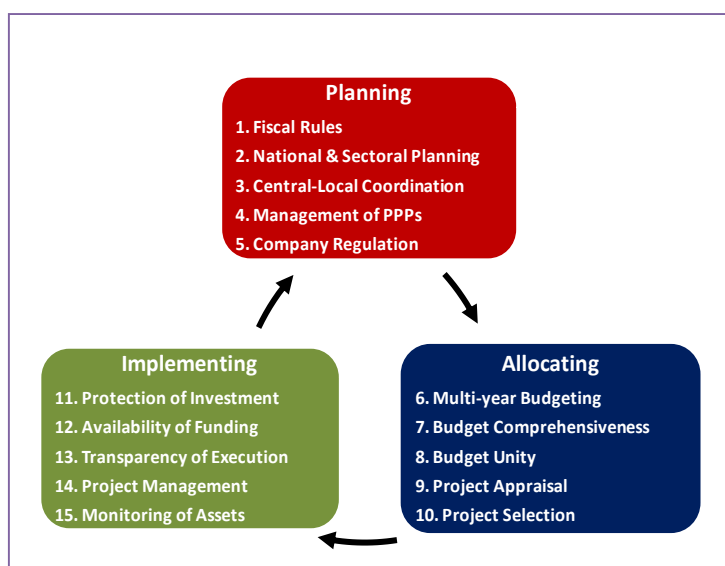 Planning
1. Fiscal Rules
2. National & Sectoral Planning
3. Central-Local Coordination
4. Management of PPPs
5. Company Regulation
Allocating
6. Multi-year Budgeting
7. Budget Comprehensiveness
8. Budget Unity
9. Project Appraisal
10. Project Selection
Implementing
11. Protection of Investment
12. Availability of Funding
13. Transparency of Execution
14. Project Management
15. Monitoring of Assets